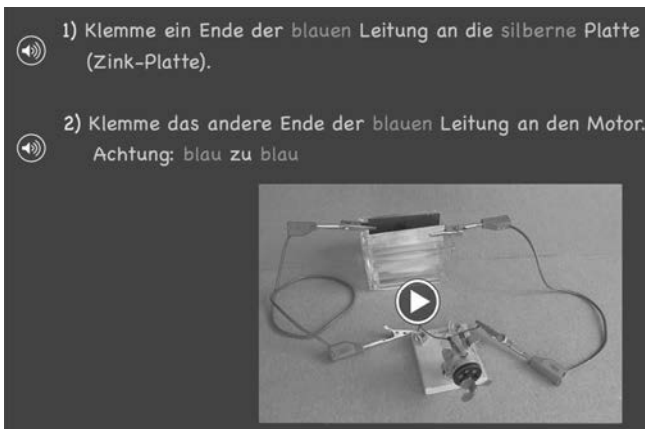 1) Klemme ein Ende der blauen Leitung an die silberne Platte
(Zink-Platte).
2) Klemme das andere Ende der blauen Leitung an den Motor.
Achtung: blau zu blau